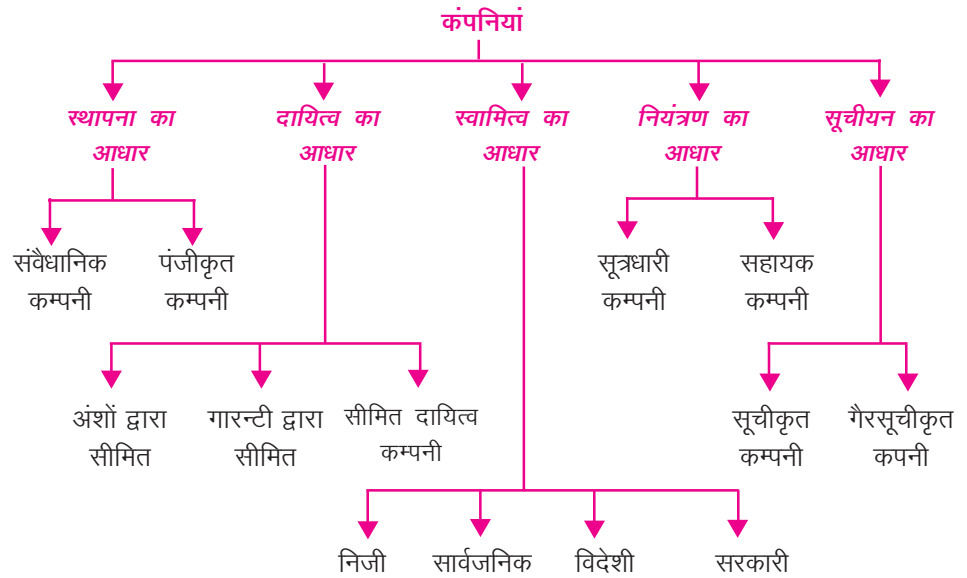 कंपनियां
स्थापना का
आधार
दायित्व का
आधार
स्वामित्व का
आधार
नियंत्रण का
आधार
सूचीयन का
आधार
संवैधानिक
कम्पनी
पंजीकृत
कम्पनी
सूत्रधारी
कम्पनी
सहायक
कम्पनी
अंशों द्वारा
सीमित
गारन्टी द्वारा
सीमित
सीमित दायित्व
कम्पनी
सूचीकृत
कम्पनी
गैरसूचीकृत
कपनी
निजी
सार्वजनिक
विदेशी
सरकारी